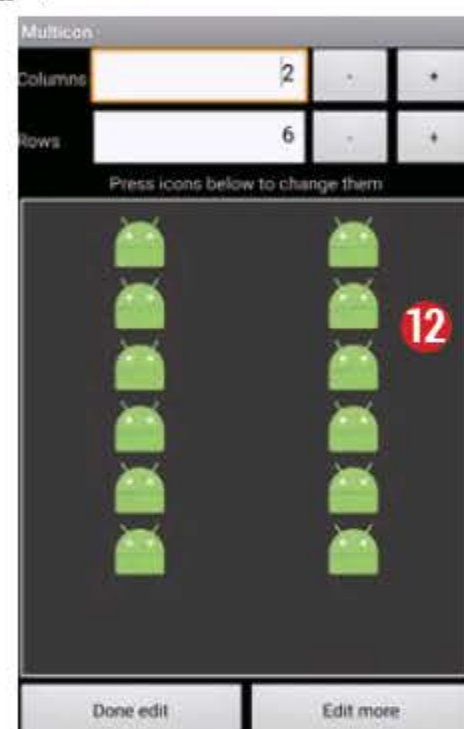 Multicon
Columns 2 - +
Rows 6 - +
Press icons below to change them
12
Done edit Edit more